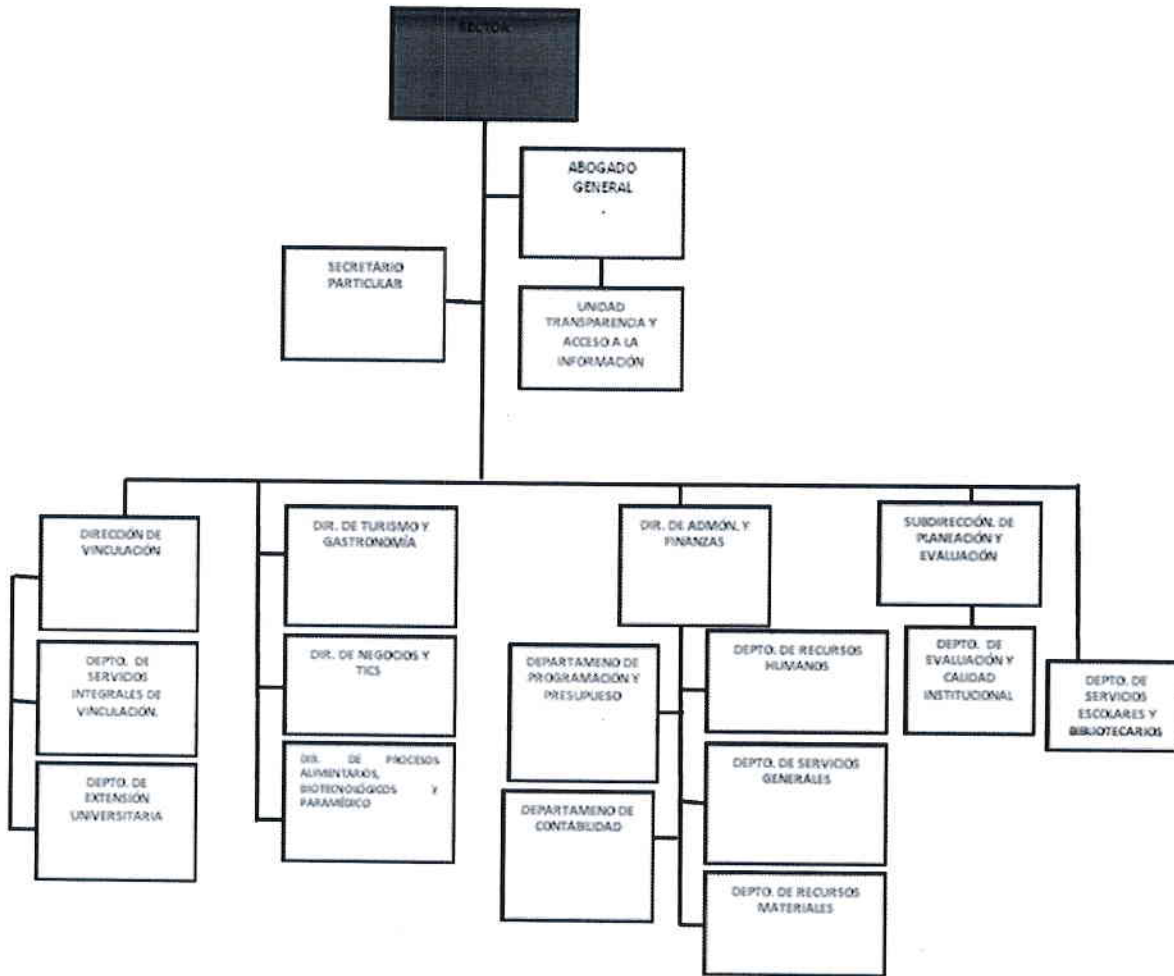 RECTOR
ABOGADO
GENERAL
SECRETARIO
PARTICULAR
UNIDAD
TRANSPARENCIA Y
ACCESO A LA
INFORMACIÓN
DIRECCIÓN DE
VINCULACIÓN
DEPTO. DE
SERVICIOS
INTEGRALES DE
VINCULACIÓN.
DEPTO. DE
EXTENSIÓN
UNIVERSITARIA
DIR. DE TURISMO Y
GASTRONOMÍA
DIR. DE NEGOCIOS Y
TICS
DIR. DE PROCESOS
ALIMENTARIOS,
BIOTECNOLÓGICOS Y
PARAMÉDICO
DIR. DE ADMÓN. Y
FINANZAS
DEPARTAMENO DE
PROGRAMACIÓN Y
PRESUPUESO
DEPARTAMENO DE
CONTABILIDAD
DEPTO. DE RECURSOS
HUMANOS
DEPTO. DE SERVICIOS
GENERALES
DEPTO. DE RECURSOS
MATERIALES
SUBDIRECCIÓN. DE
PLANEACIÓN Y
EVALUACIÓN
DEPTO. DE
EVALUACIÓN Y
CALIDAD
INSTITUCIONAL
DEPTO. DE
SERVICIOS
ESCOLARES Y
BIBLIOTECARIOS